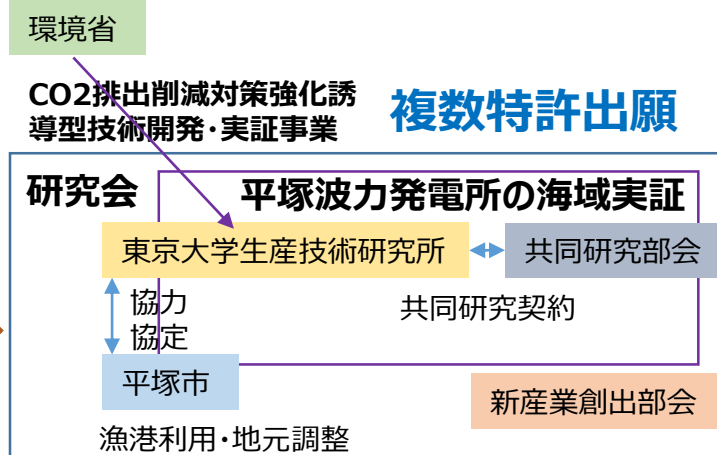 環境省
CO2排出削減対策強化誘
導型技術開発・実証事業
複数特許出願
研究会
平塚波力発電所の海域実証
東京大学生産技術研究所
共同研究部会
協力
協定
共同研究契約
平塚市
新産業創出部会
漁港利用・地元調整